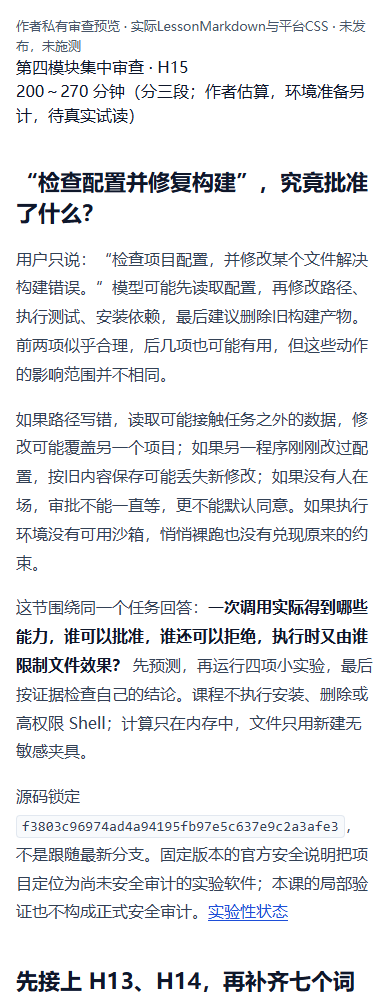 作者私有审查预览 · 实际LessonMarkdown与平台CSS · 未发
布，未施测
第四模块集中审查 · H15
200～270 分钟（分三段；作者估算，环境准备另
计，待真实试读）
“检查配置并修复构建”，究竟批准
了什么？
用户只说：“检查项目配置，并修改某个文件解决
构建错误。”模型可能先读取配置，再修改路径、
执行测试、安装依赖，最后建议删除旧构建产物。
前两项似乎合理，后几项也可能有用，但这些动作
的影响范围并不相同。
如果路径写错，读取可能接触任务之外的数据，修
改可能覆盖另一个项目；如果另一程序刚刚改过配
置，按旧内容保存可能丢失新修改；如果没有人在
场，审批不能一直等，更不能默认同意。如果执行
环境没有可用沙箱，悄悄裸跑也没有兑现原来的约
束。
这节围绕同一个任务回答：一次调用实际得到哪些
能力，谁可以批准，谁还可以拒绝，执行时又由谁
限制文件效果？ 先预测，再运行四项小实验，最后
按证据检查自己的结论。课程不执行安装、删除或
高权限 Shell；计算只在内存中，文件只用新建无
敏感夹具。
源码锁定
f3803c96974ad4a94195fb97e5c637e9c2a3afe3，
不是跟随最新分支。固定版本的官方安全说明把项
目定位为尚未安全审计的实验软件；本课的局部验
证也不构成正式安全审计。实验性状态
先接上 H13、H14，再补齐七个词